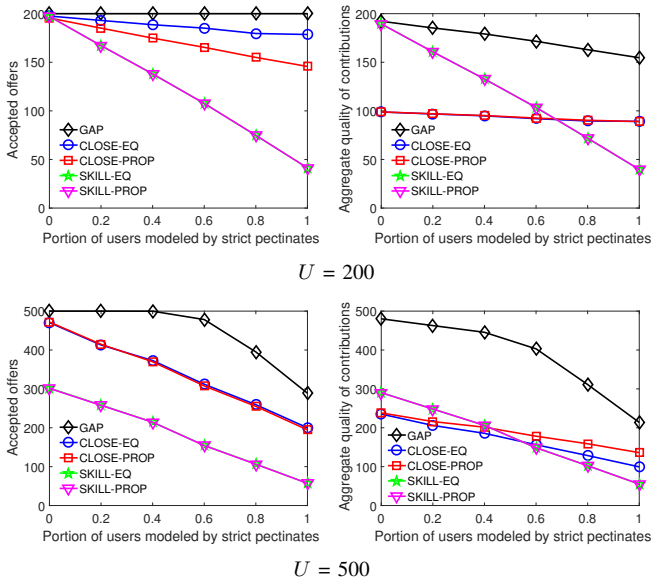 Accepted offers
200
150
100
50
0
GAP
CLOSE-EQ
CLOSE-PROP
SKILL-EQ
SKILL-PROP
0 0.2 0.4 0.6 0.8 1
Portion of users modeled by strict pectinates
Aggregate quality of contributions
200
150
100
50
0
GAP
CLOSE-EQ
CLOSE-PROP
SKILL-EQ
SKILL-PROP
0 0.2 0.4 0.6 0.8 1
Portion of users modeled by strict pectinates
U = 200
Accepted offers
500
400
300
200
100
0
GAP
CLOSE-EQ
CLOSE-PROP
SKILL-EQ
SKILL-PROP
0 0.2 0.4 0.6 0.8 1
Portion of users modeled by strict pectinates
Aggregate quality of contributions
500
400
300
200
100
0
GAP
CLOSE-EQ
CLOSE-PROP
SKILL-EQ
SKILL-PROP
0 0.2 0.4 0.6 0.8 1
Portion of users modeled by strict pectinates
U = 500